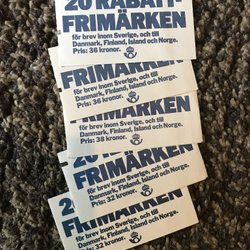 20 RABATT-
FRIMÄRKEN
för brev inom Sverige, och till
Danmark, Finland, Island och Norge.
Pris: 36 kronor.
FRIMÄRKEN
för brev inom Sverige, och till
Danmark, Finland, Island och Norge.
Pris: 36 kronor.
FRIMÄRKEN
för brev inom Sverige, och till
Danmark, Finland, Island och Norge.
Pris: 38 kronor.
20
FRIMÄRKEN
för brev inom Sverige, och till
Danmark, Finland, Island och Norge.
Pris: 32 kronor.
FRIMÄRKEN
för brev inom Sverige, och till
Danmark, Finland, Island och Norge.
Pris: 32 kronor.